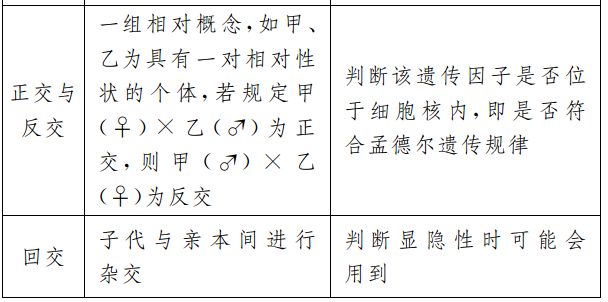 正交与
反交
一组相对概念,如甲、
乙为具有一对相对性
状的个体,若规定甲
(♀)×乙(♂)为正
交,则甲(♂)×乙
(♀)为反交
判断该遗传因子是否位
于细胞核内,即是否符
合孟德尔遗传规律
回交
子代与亲本间进行
杂交
判断显隐性时可能会
用到